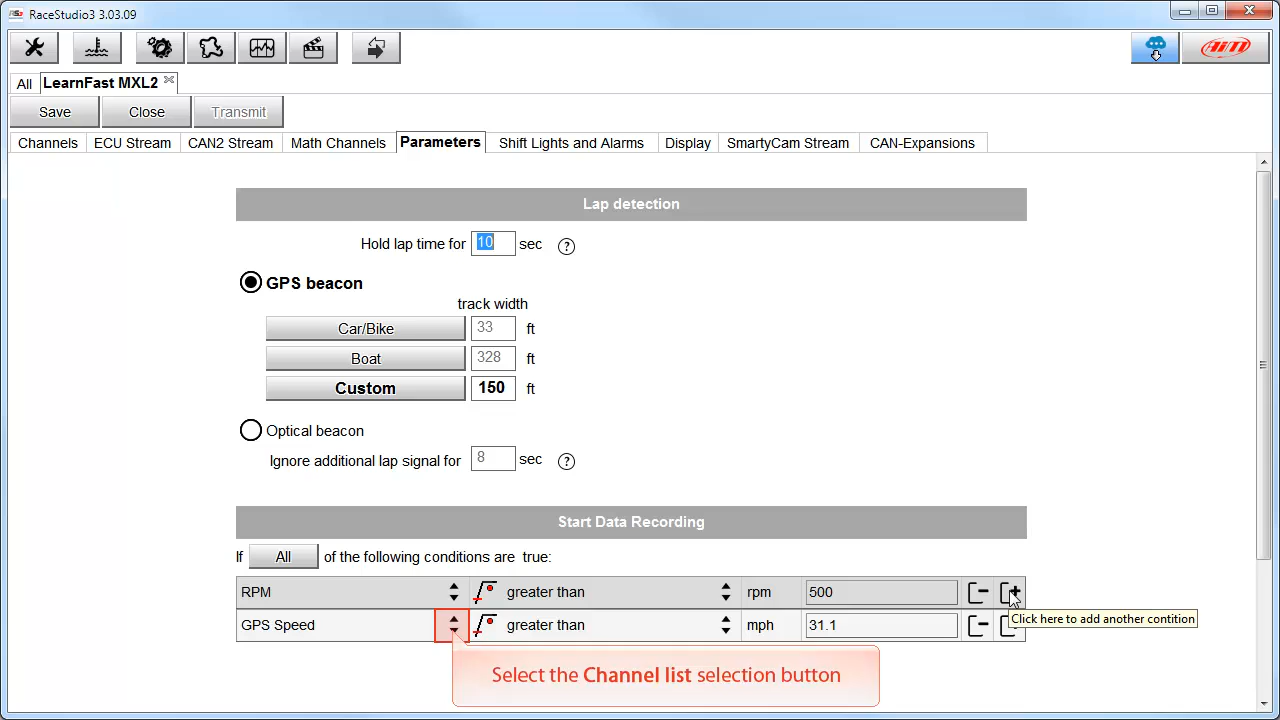 RaceStudio3 3.03.09
AiM
All LearnFast MXL2
Save Close Transmit
Channels ECU Stream CAN2 Stream Math Channels Parameters Shift Lights and Alarms Display SmartyCam Stream CAN-Expansions
Lap detection
Hold lap time for 10 sec ?
GPS beacon
track width
Car/Bike 33 ft
Boat 328 ft
Custom 150 ft
Optical beacon
Ignore additional lap signal for 8 sec ?
Start Data Recording
If All of the following conditions are true:
RPM greater than rpm 500
Click here to add another contition
GPS Speed greater than mph 31.1
Select the Channel list selection button